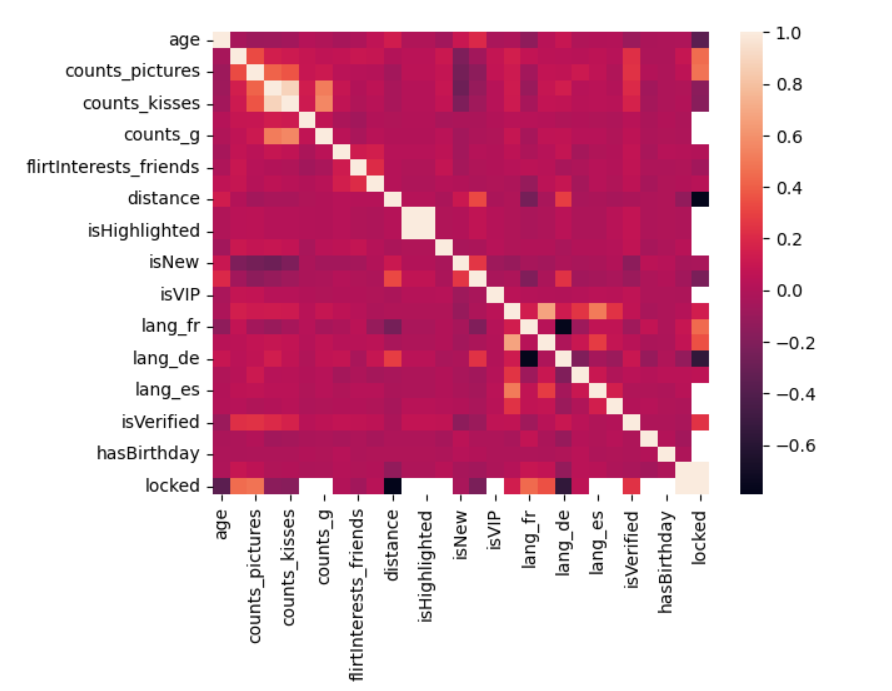 age
counts_pictures
counts_kisses
counts_g
flirtInterests_friends
distance
isHighlighted
isNew
isVIP
lang_fr
lang_de
lang_es
isVerified
hasBirthday
locked
age
counts_pictures
counts_kisses
counts_g
flirtInterests_friends
distance
isHighlighted
isNew
isVIP
lang_fr
lang_de
lang_es
isVerified
hasBirthday
locked
1.0
0.8
0.6
0.4
0.2
0.0
−0.2
−0.4
−0.6